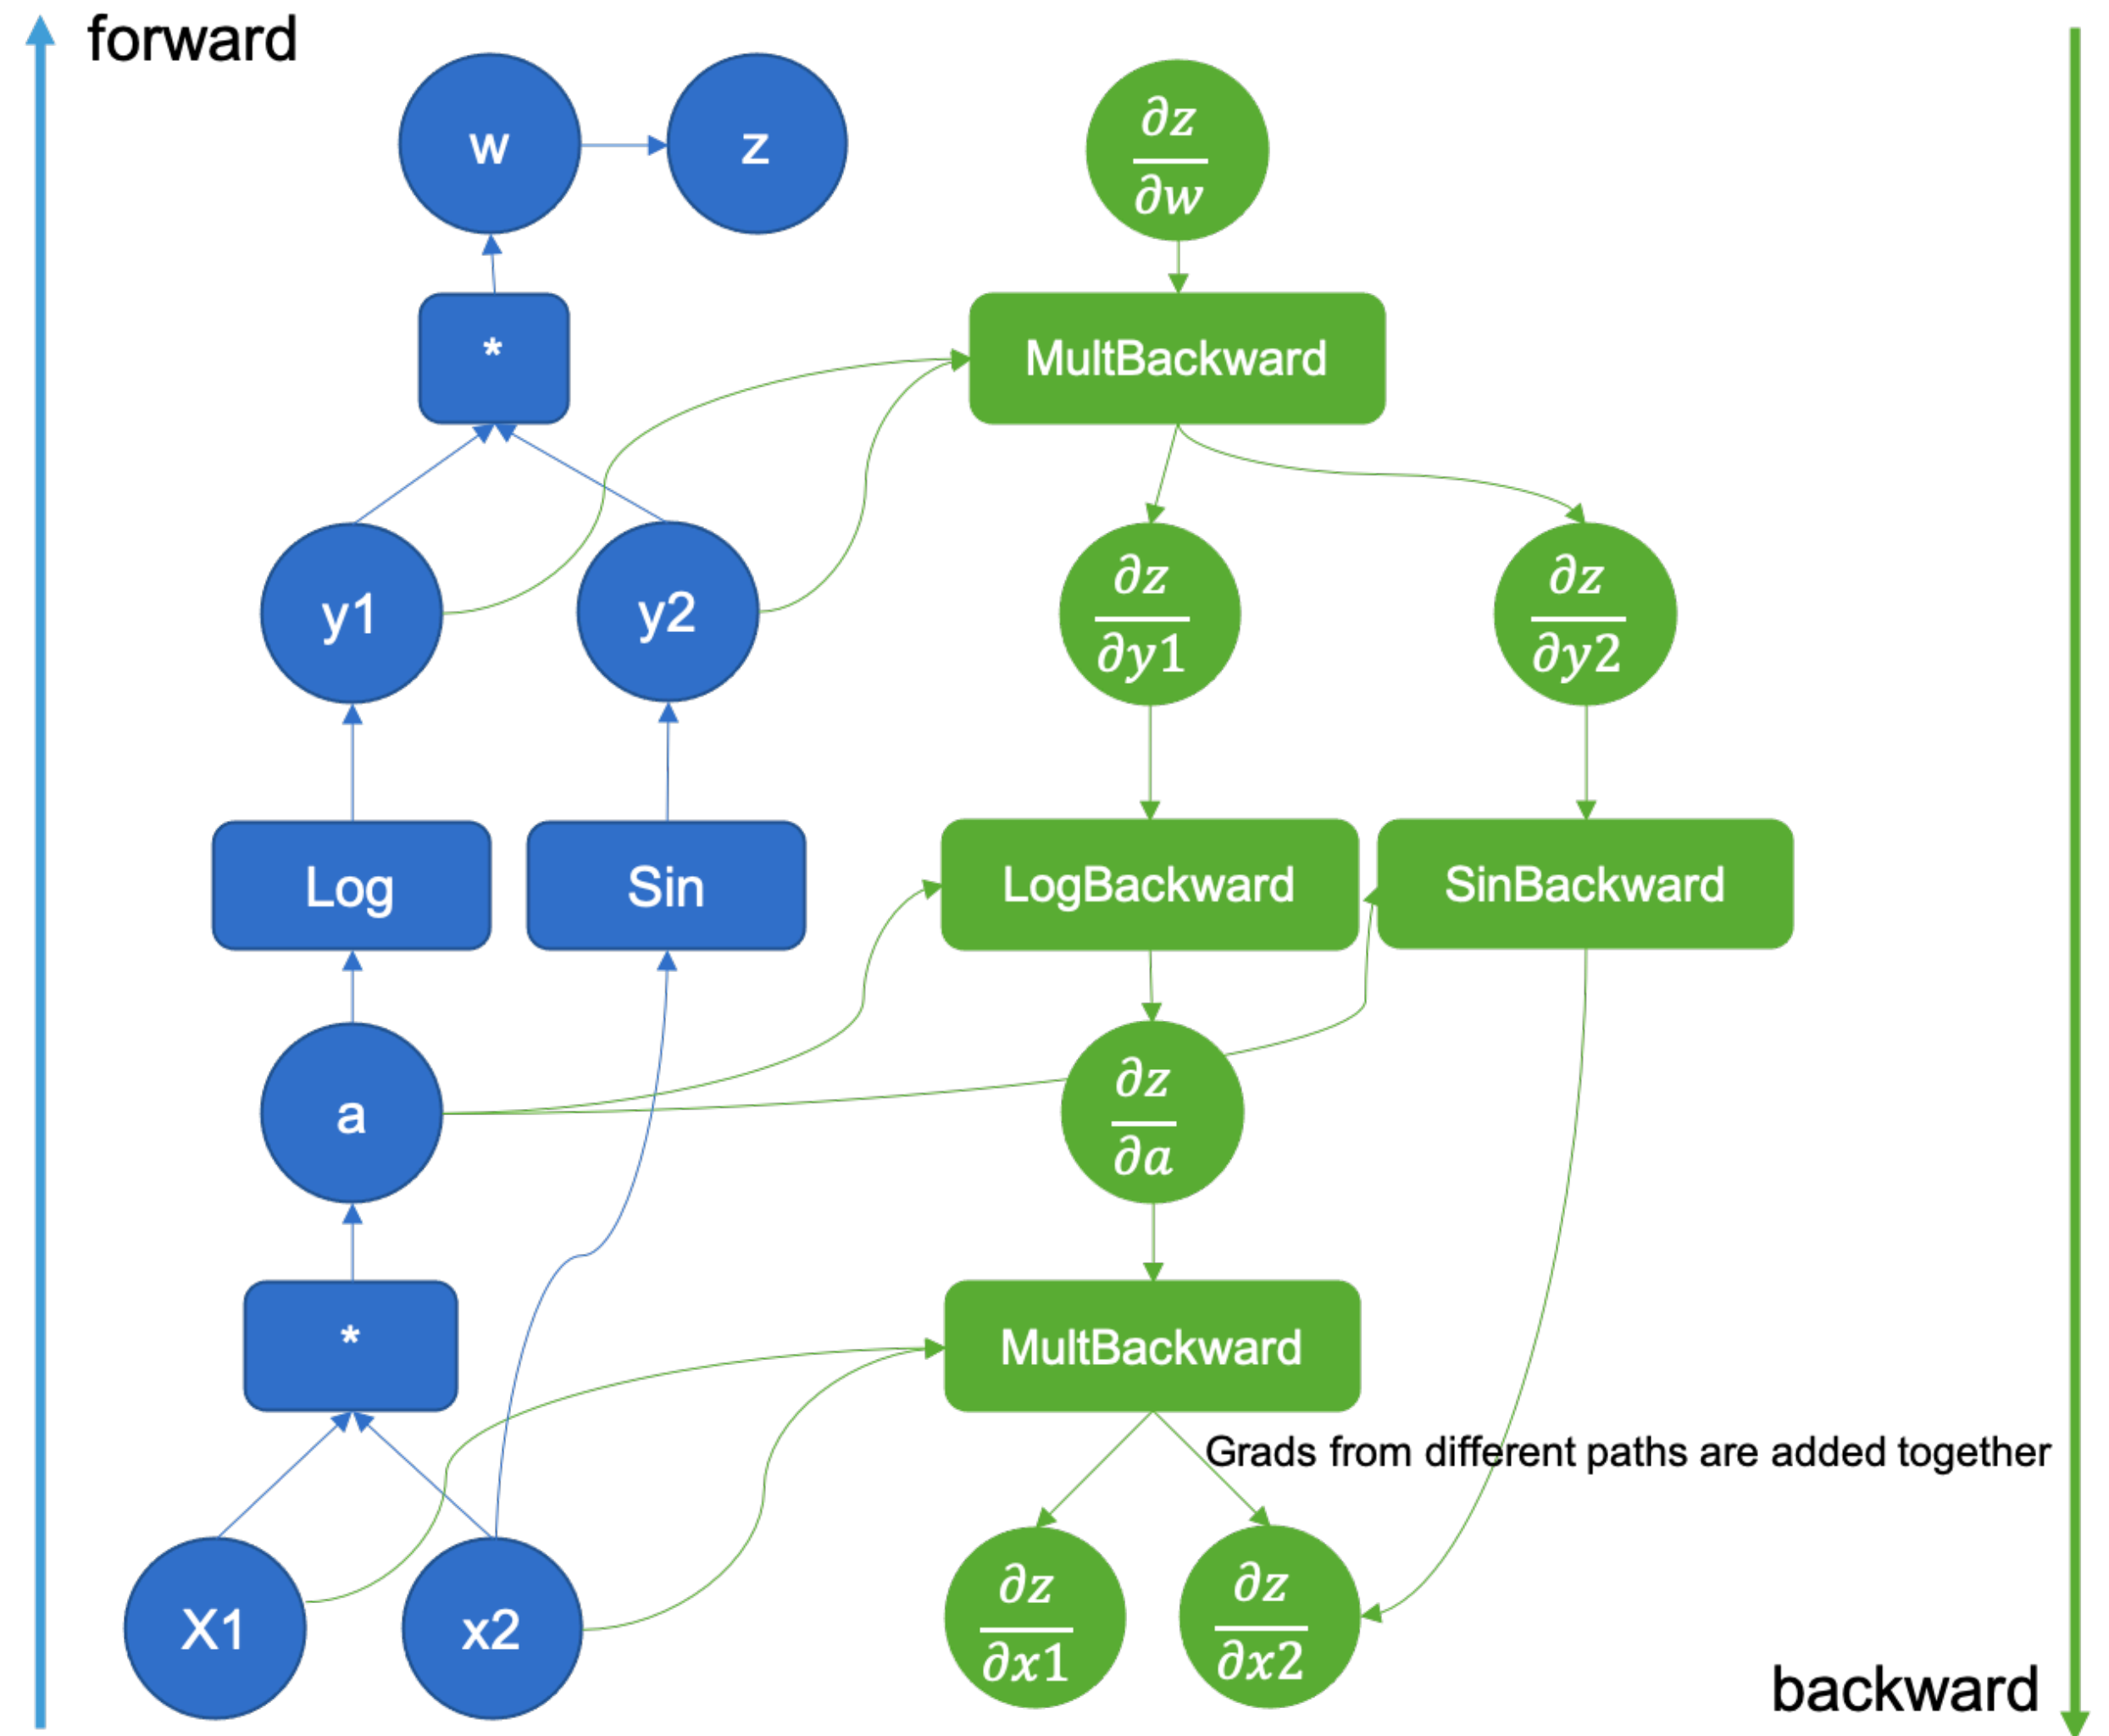 forward
w
z
∂z
∂w
*
MultBackward
y1
y2
∂z
∂y1
∂z
∂y2
Log
Sin
LogBackward
SinBackward
a
∂z
∂a
*
MultBackward
Grads from different paths are added together
X1
x2
∂z
∂x1
∂z
∂x2
backward